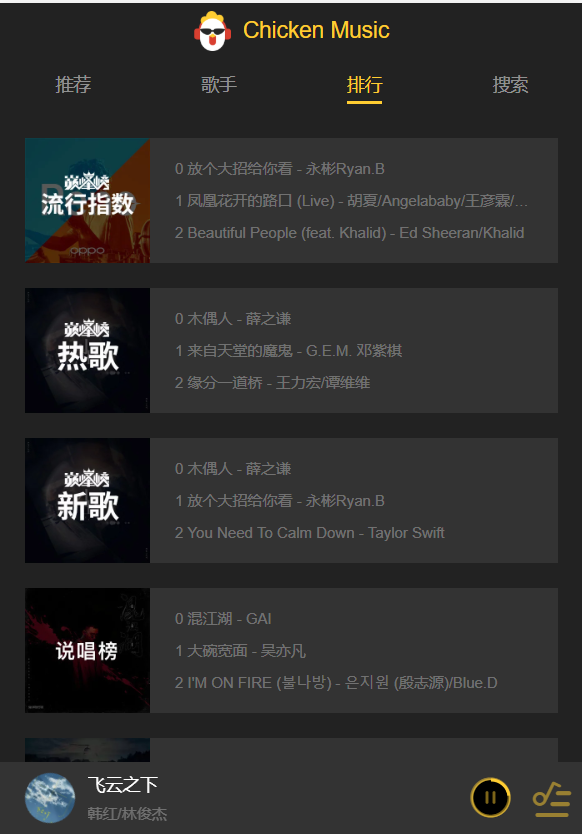 Chicken Music
推荐 歌手 排行 搜索
巅峰榜
流行指数
oppo
0 放个大招给你看 - 永彬Ryan.B
1 凤凰花开的路口 (Live) - 胡夏/Angelababy/王彦霖/...
2 Beautiful People (feat. Khalid) - Ed Sheeran/Khalid
巅峰榜
热歌
0 木偶人 - 薛之谦
1 来自天堂的魔鬼 - G.E.M. 邓紫棋
2 缘分一道桥 - 王力宏/谭维维
巅峰榜
新歌
0 木偶人 - 薛之谦
1 放个大招给你看 - 永彬Ryan.B
2 You Need To Calm Down - Taylor Swift
说唱榜
0 混江湖 - GAI
1 大碗宽面 - 吴亦凡
2 I'M ON FIRE (불나방) - 은지원 (殷志源)/Blue.D
飞云之下
韩红/林俊杰